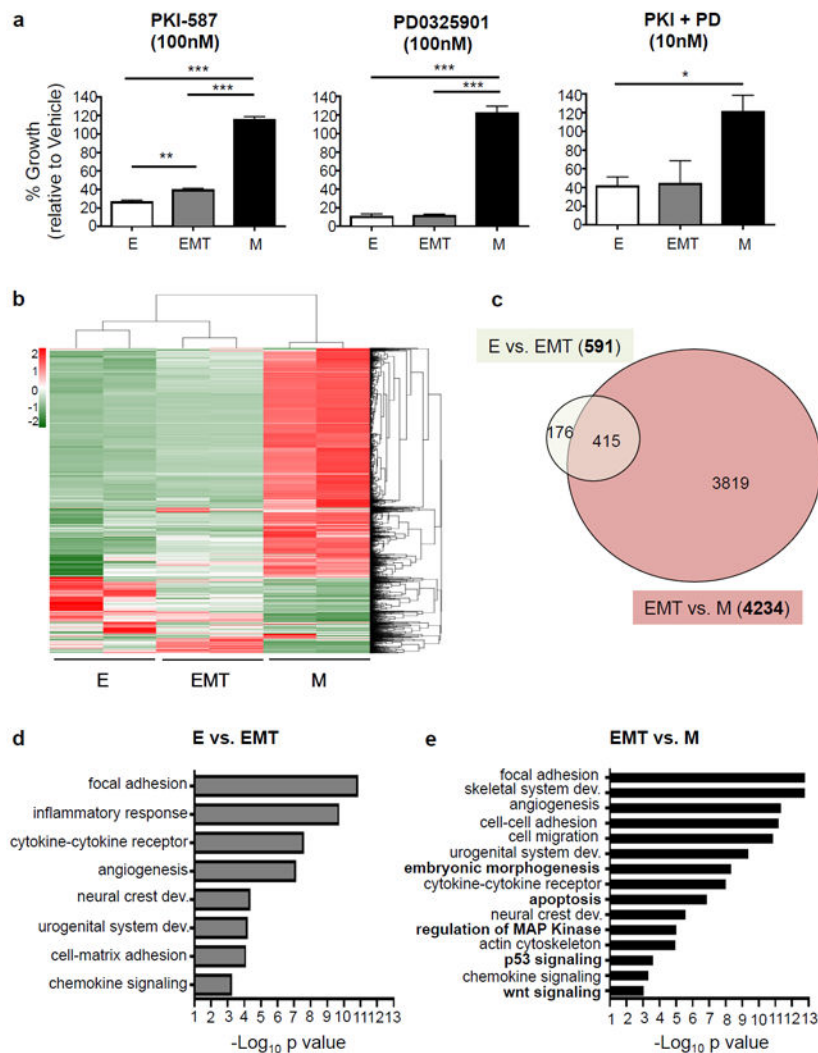 a
PKI-587
(100nM)
PD0325901
(100nM)
PKI + PD
(10nM)
% Growth
(relative to Vehicle)
***
***
**
140
120
100
80
60
40
20
0
E EMT M
***
***
140
120
100
80
60
40
20
0
E EMT M
*
140
120
100
80
60
40
20
0
E EMT M
b
2
1
0
-1
-2
E EMT M
c
E vs. EMT (591)
176 415
3819
EMT vs. M (4234)
d E vs. EMT
focal adhesion
inflammatory response
cytokine-cytokine receptor
angiogenesis
neural crest dev.
urogenital system dev.
cell-matrix adhesion
chemokine signaling
1 2 3 4 5 6 7 8 9 10 11 12 13
-Log10 p value
e EMT vs. M
focal adhesion
skeletal system dev.
angiogenesis
cell-cell adhesion
cell migration
urogenital system dev.
embryonic morphogenesis
cytokine-cytokine receptor
apoptosis
neural crest dev.
regulation of MAP Kinase
actin cytoskeleton
p53 signaling
chemokine signaling
wnt signaling
1 2 3 4 5 6 7 8 9 10 11 12 13
-Log10 p value